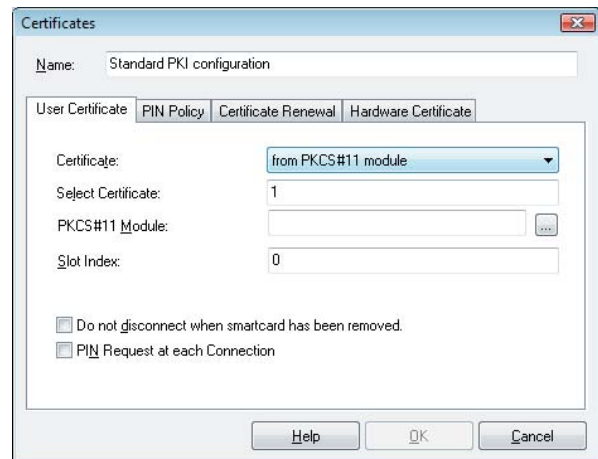 Certificates
Name: Standard PKI configuration
User Certificate PIN Policy Certificate Renewal Hardware Certificate
Certificate: from PKCS#11 module
Select Certificate: 1
PKCS#11 Module: ...
Slot Index: 0
Do not disconnect when smartcard has been removed.
PIN Request at each Connection
Help OK Cancel